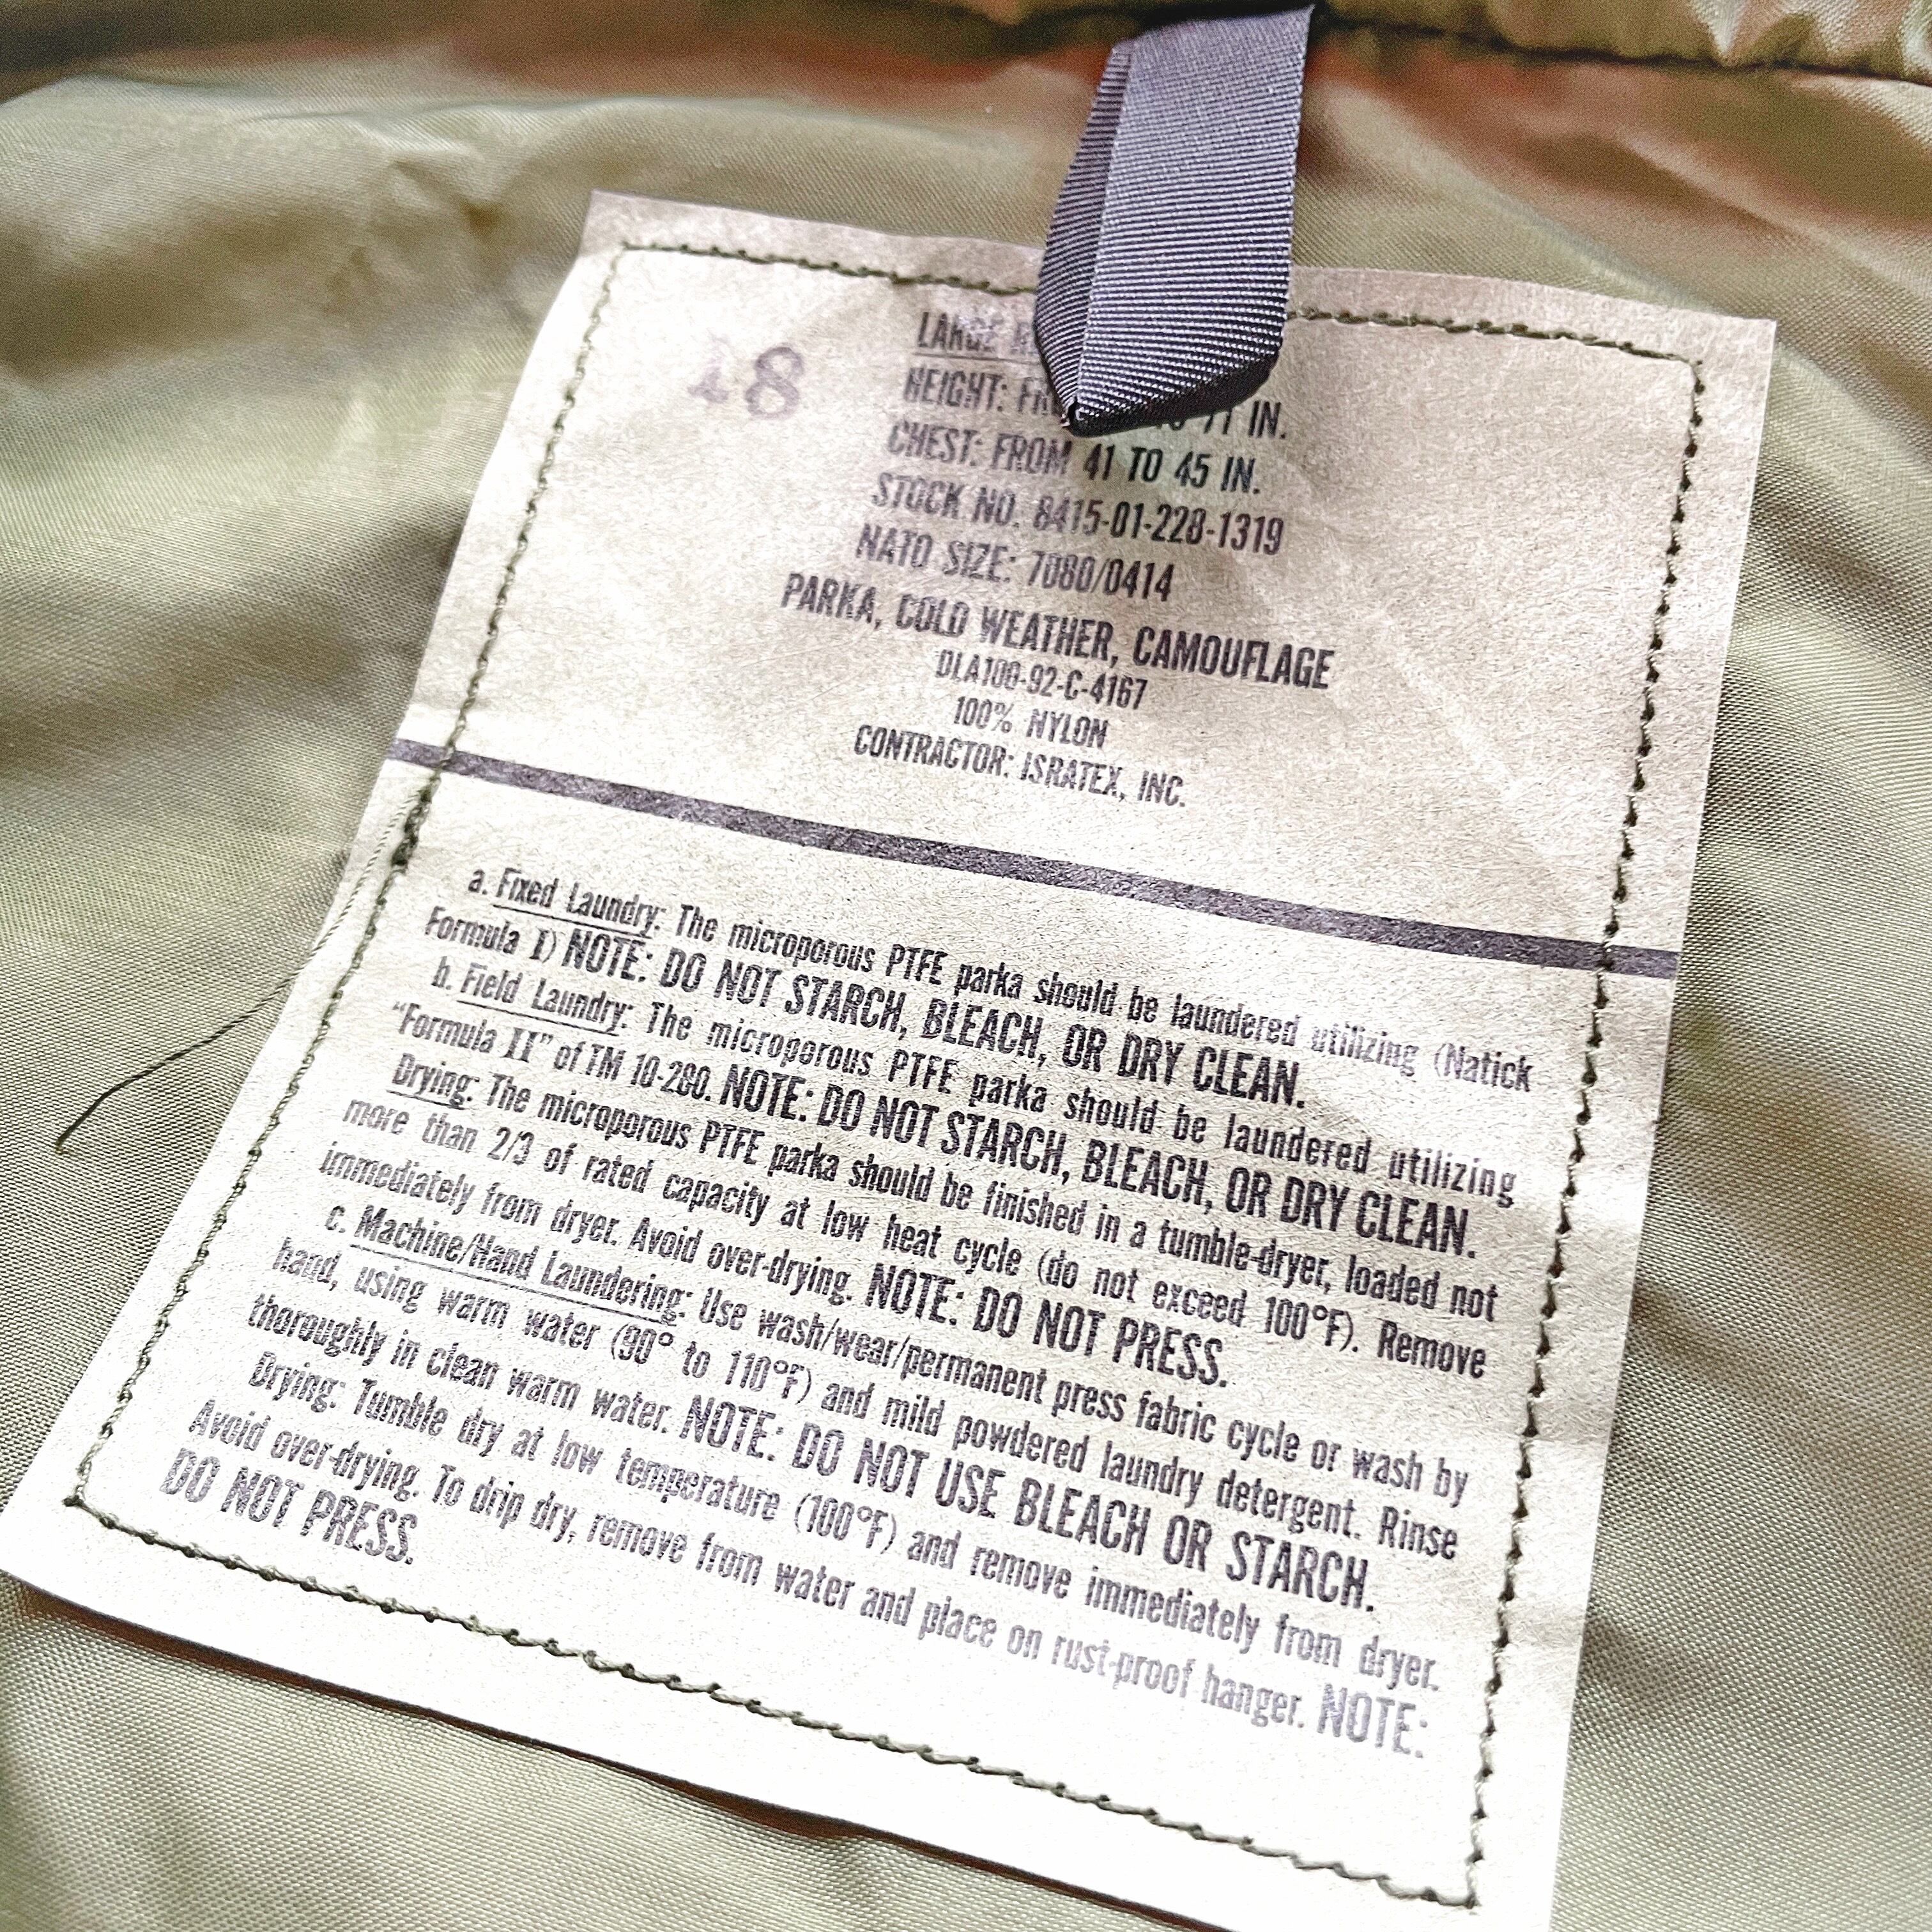 18
LARGE
HEIGHT: 71 IN.
CHEST: FROM 41 TO 45 IN.
STOCK NO. 8415-01-228-1319
NATO SIZE: 7080/0414
PARKA, COLD WEATHER, CAMOUFLAGE
DLA100-92-C-4167
100% NYLON
CONTRACTOR: ISRATEX, INC.
a. Fixed Laundry: The microporous PTFE parka should be laundered utilizing (Natick
Formula I) NOTE: DO NOT STARCH, BLEACH, OR DRY CLEAN.
b. Field Laundry: The microporous PTFE parka should be laundered utilizing
"Formula II" of TM 10-280. NOTE: DO NOT STARCH, BLEACH, OR DRY CLEAN.
Drying: The microporous PTFE parka should be finished in a tumble-dryer, loaded not
more than 2/3 of rated capacity at low heat cycle (do not exceed 100°F). Remove
immediately from dryer. Avoid over-drying. NOTE: DO NOT PRESS.
c. Machine/Hand Laundering: Use wash/wear/permanent press fabric cycle or wash by
hand, using warm water (90° to 110°F) and mild powdered laundry detergent. Rinse
thoroughly in clean warm water. NOTE: DO NOT USE BLEACH OR STARCH.
Drying: Tumble dry at low temperature (100°F) and remove immediately from dryer.
Avoid over-drying. To drip dry, remove from water and place on rust-proof hanger. NOTE:
DO NOT PRESS.